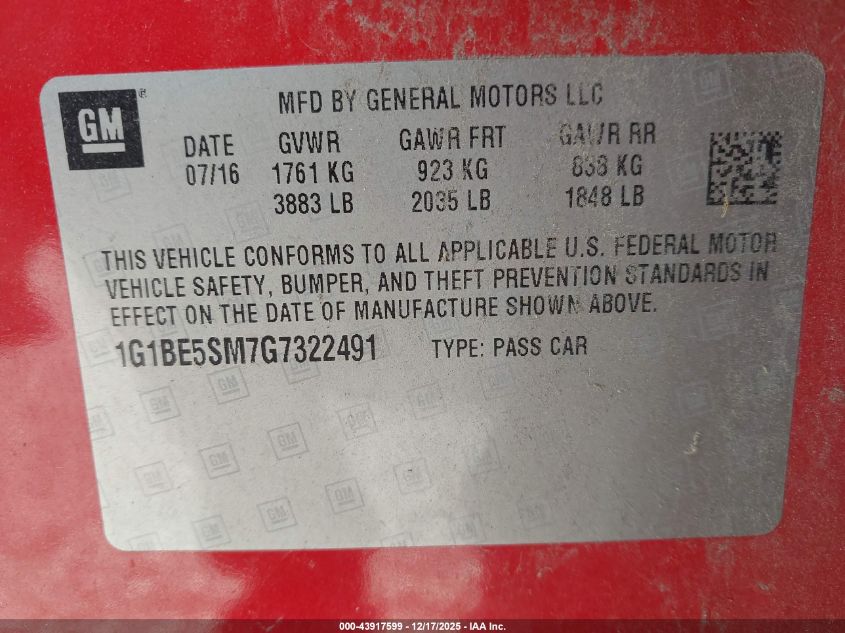 GM
®
MFD BY GENERAL MOTORS LLC
DATE GVWR GAWR FRT GAWR RR
07/16 1761 KG 923 KG 838 KG
3883 LB 2035 LB 1848 LB
THIS VEHICLE CONFORMS TO ALL APPLICABLE U.S. FEDERAL MOTOR
VEHICLE SAFETY, BUMPER, AND THEFT PREVENTION STANDARDS IN
EFFECT ON THE DATE OF MANUFACTURE SHOWN ABOVE.
1G1BE5SM7G7322491 TYPE: PASS CAR
000-43917599 - 12/17/2025 - IAA Inc.